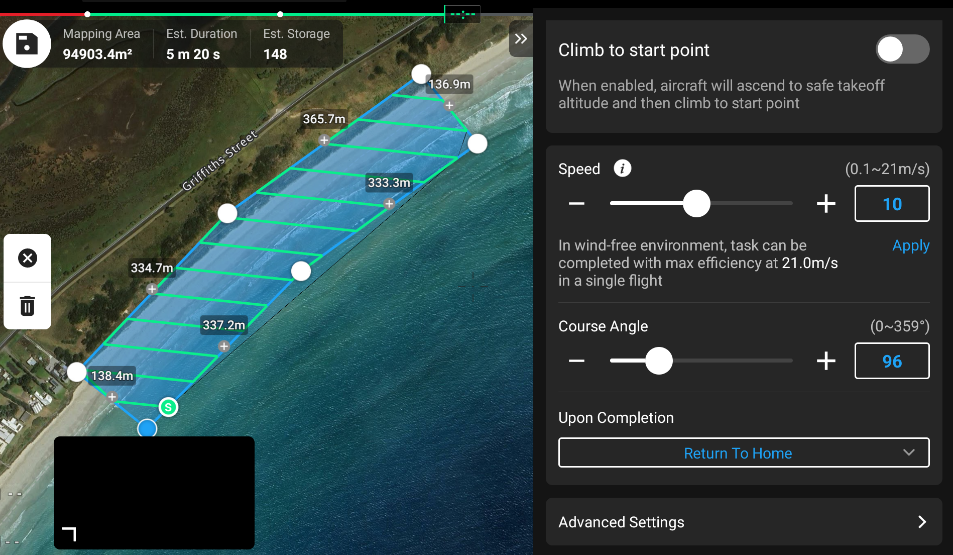 Mapping Area
94903.4m²
Est. Duration
5 m 20 s
Est. Storage
148
136.9m
365.7m
Griffiths Street
333.3m
334.7m
337.2m
138.4m
S
Climb to start point
When enabled, aircraft will ascend to safe takeoff
altitude and then climb to start point
Speed
(0.1~21m/s)
10
In wind-free environment, task can be
completed with max efficiency at 21.0m/s
in a single flight
Apply
Course Angle
(0~359°)
96
Upon Completion
Return To Home
Advanced Settings